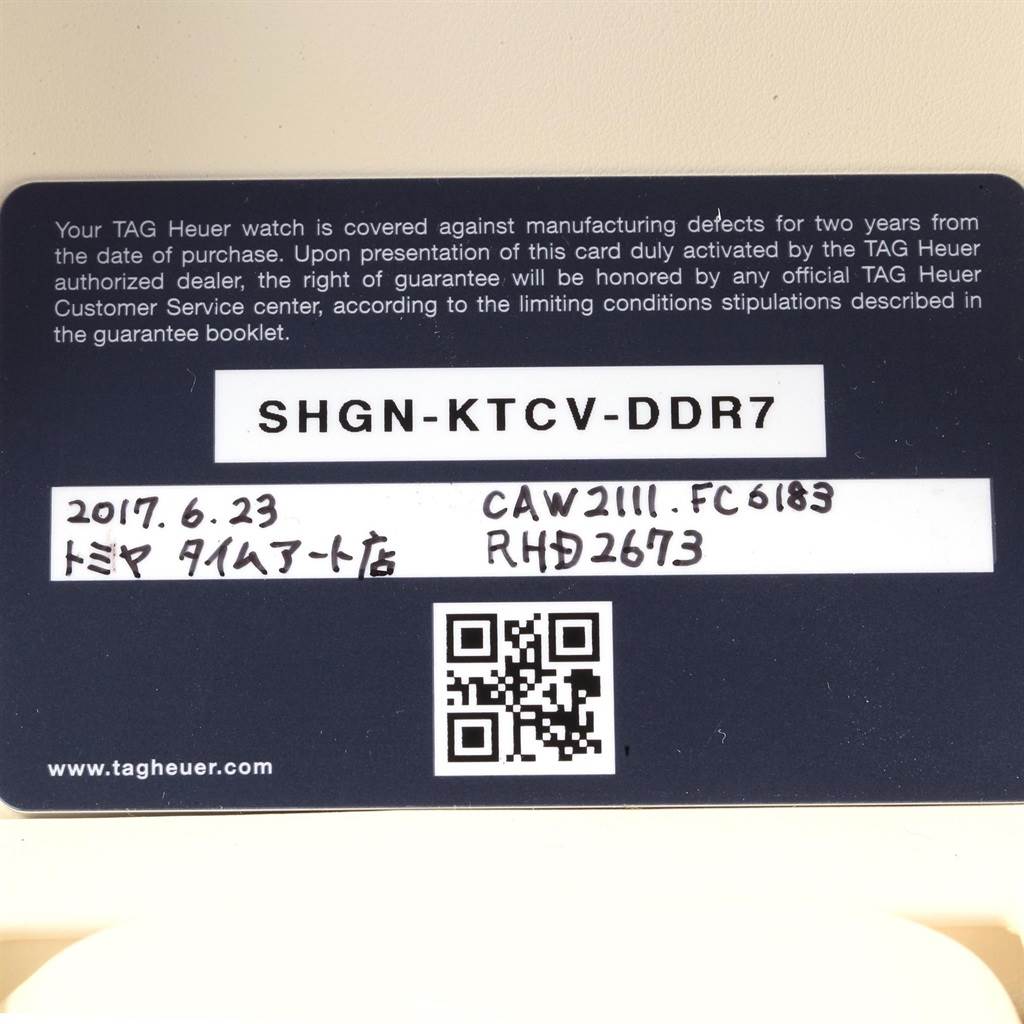 Your TAG Heuer watch is covered against manufacturing defects for two years from
the date of purchase. Upon presentation of this card duly activated by the TAG Heuer
authorized dealer, the right of guarantee will be honored by any official TAG Heuer
Customer Service center, according to the limiting conditions stipulations described in
the guarantee booklet.
SHGN-KTCV-DDR7
2017.6.23 CAW2111.FC6183
トミヤ タイムアート店 RHD2673
www.tagheuer.com